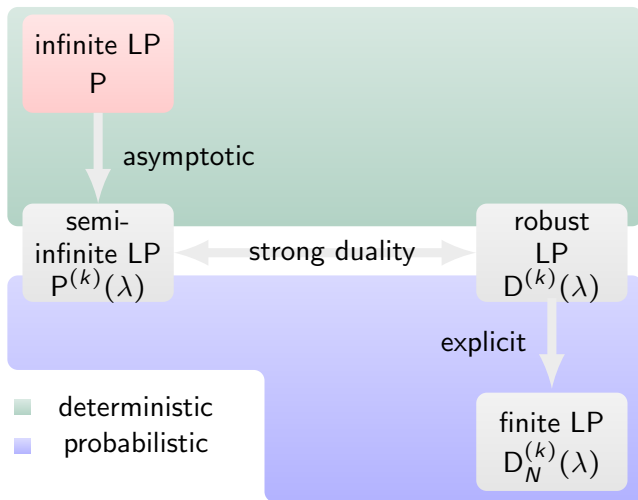 infinite LP
P
asymptotic
semi-
infinite LP
P^(k)(λ)
strong duality
robust
LP
D^(k)(λ)
explicit
finite LP
D_N^(k)(λ)
deterministic
probabilistic